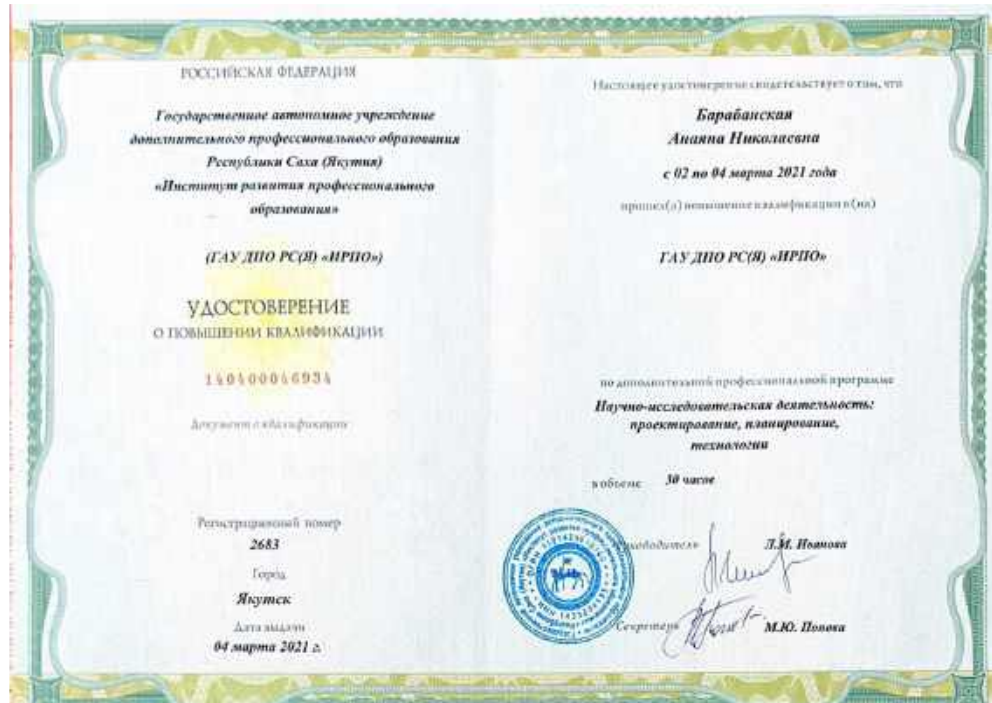 РОССИЙСКАЯ ФЕДЕРАЦИЯ
Государственное автономное учреждение
дополнительного профессионального образования
Республики Саха (Якутия)
«Институт развития профессионального
образования»
(ГАУ ДПО РС(Я) «ИРПО»)
УДОСТОВЕРЕНИЕ
О ПОВЫШЕНИИ КВАЛИФИКАЦИИ
140400046934
Документ о квалификации
Регистрационный номер
2683
Город
Якутск
Дата выдачи
04 марта 2021 г.
Настоящее удостоверение свидетельствует о том, что
Барабанская
Анаяна Николаевна
с 02 по 04 марта 2021 года
прошел(а) повышение квалификации в (на)
ГАУ ДПО РС(Я) «ИРПО»
по дополнительной профессиональной программе
Научно-исследовательская деятельность:
проектирование, планирование,
технологии
в объеме 30 часов
Руководитель Л.М. Иванова
Секретарь М.Ю. Попова